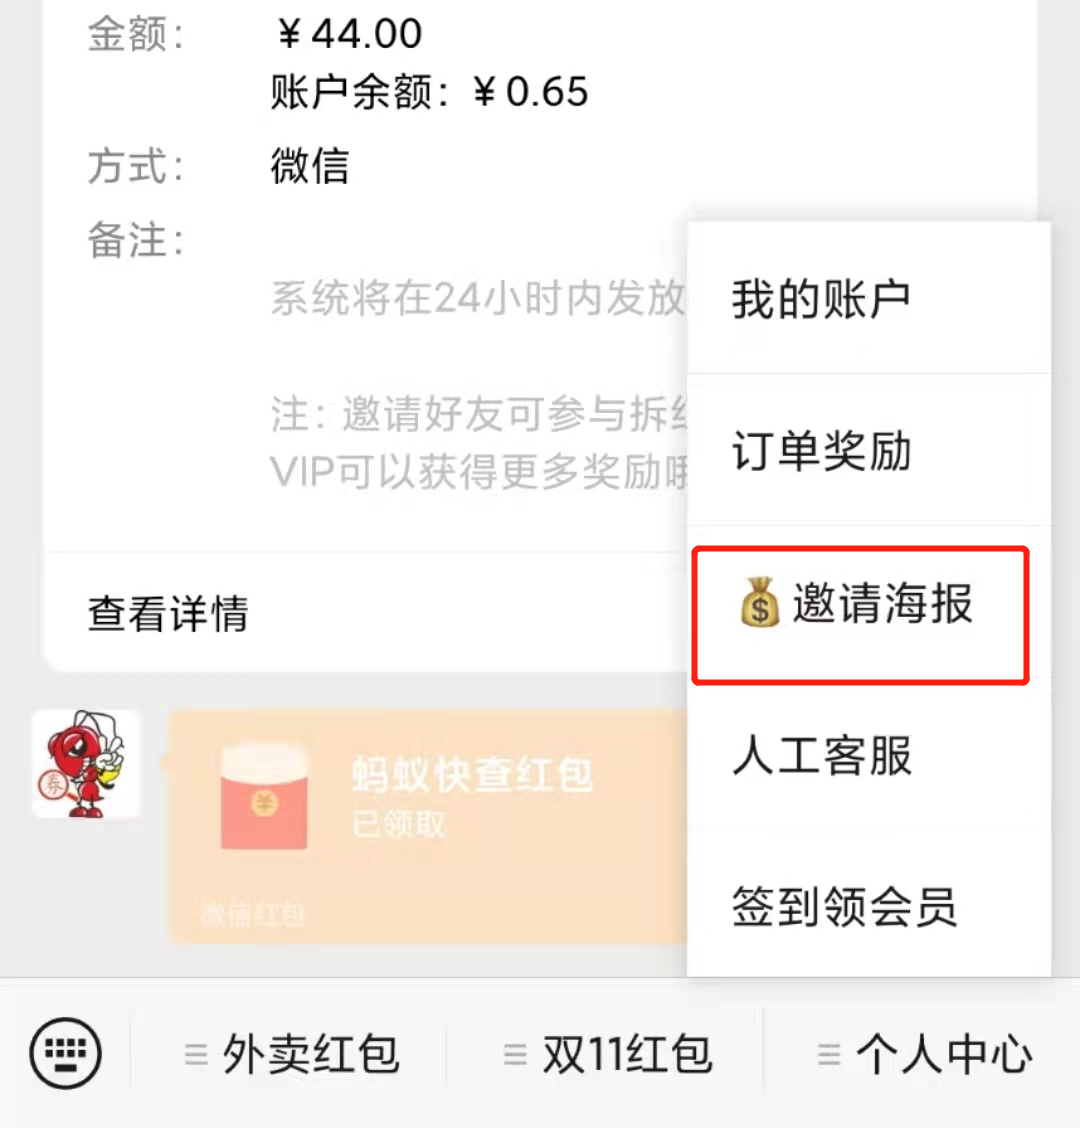 金额： ￥44.00
账户余额：￥0.65
方式： 微信
备注：
系统将在24小时内发放
注：邀请好友可参与拆
VIP可以获得更多奖励
查看详情
蚂蚁快查红包
已领取
微信红包
券
我的账户
订单奖励
💰邀请海报
人工客服
签到领会员
外卖红包
双11红包
个人中心